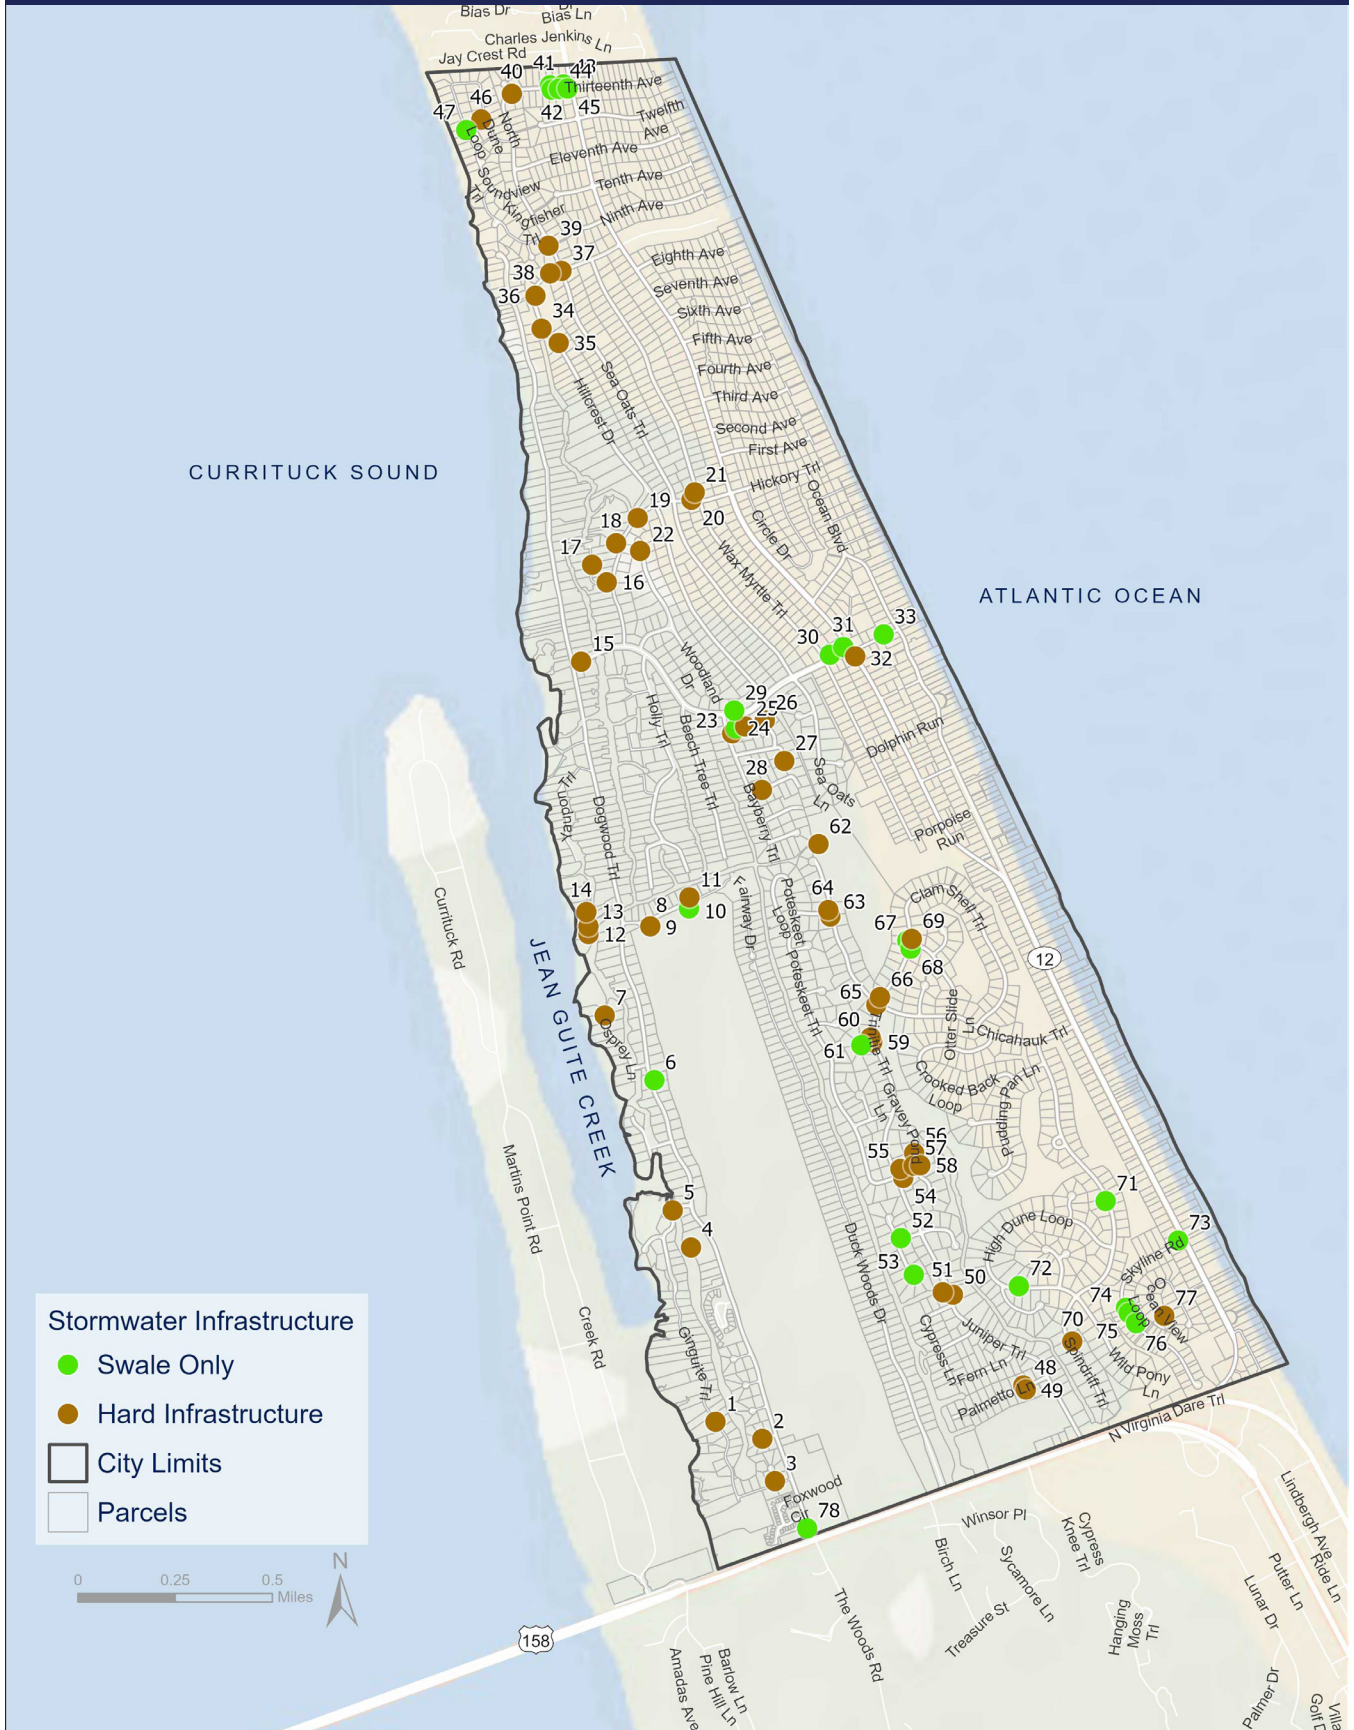 Bias Dr
Dr
Bias Ln
Charles Jenkins Ln
Jay Crest Rd
41
43
44
40
Thirteenth Ave
46
42
45
47
North
Dune
Loop
Twelfth
Ave
Eleventh Ave
Tenth Ave
Soundview
Trl
Kingfisher
Trl
Ninth Ave
39
37
38
Eighth Ave
Seventh Ave
36
34
Sixth Ave
35
Fifth Ave
Sea Oats Trl
Hillcrest Dr
Fourth Ave
Third Ave
Second Ave
First Ave
CURRITUCK SOUND
Hickory Trl
21
19
20
Ocean Blvd
Circle Dr
18
22
17
16
Wax Myrtle Trl
ATLANTIC OCEAN
33
31
30
32
15
Woodland
Dr
29
26
25
23
24
Holly Trl
Beech Tree Trl
Dolphin Run
27
28
Sea Oats
Ln
Yaupon Trl
Dogwood Trl
Bayberry Trl
62
Porpoise
Run
11
14
8
13
10
12
9
Fairway Dr
Poteskeet
Loop
64
63
67
69
68
Clam Shell Trl
Currituck Rd
JEAN GUITE CREEK
12
Poteskeet Trl
66
65
7
Osprey Ln
60
59
61
Trinitie Trl
Otter Slide
Ln
Chicahauk Trl
6
Crooked Back
Loop
Pudding Pan Ln
Gravey Pond
Ln
56
57
55
58
54
Martins Point Rd
71
5
4
52
Duck Woods Dr
High Dune Loop
73
Skyline Rd
53
51
50
72
74
Ocean View
Loop
77
75
76
70
Stormwater Infrastructure
Swale Only
Hard Infrastructure
City Limits
Parcels
Creek Rd
Ginguite Trl
Cypress Ln
Juniper Trl
Fern Ln
Palmetto Ln
48
49
Spindrift Trl
Wild Pony
Ln
N Virginia Dare Trl
1
2
3
Foxwood
Cir
78
0
0.25
0.5
Miles
N
158
Winsor Pl
Birch Ln
Sycamore Ln
Cypress
Knee Trl
Treasure St
Hanging
Moss
Trl
The Woods Rd
Amadas Ave
Pine Hill Ln
Barlow Ln
Lindbergh Ave
Ride Ln
Putter Ln
Lunar Dr
Palmer Dr